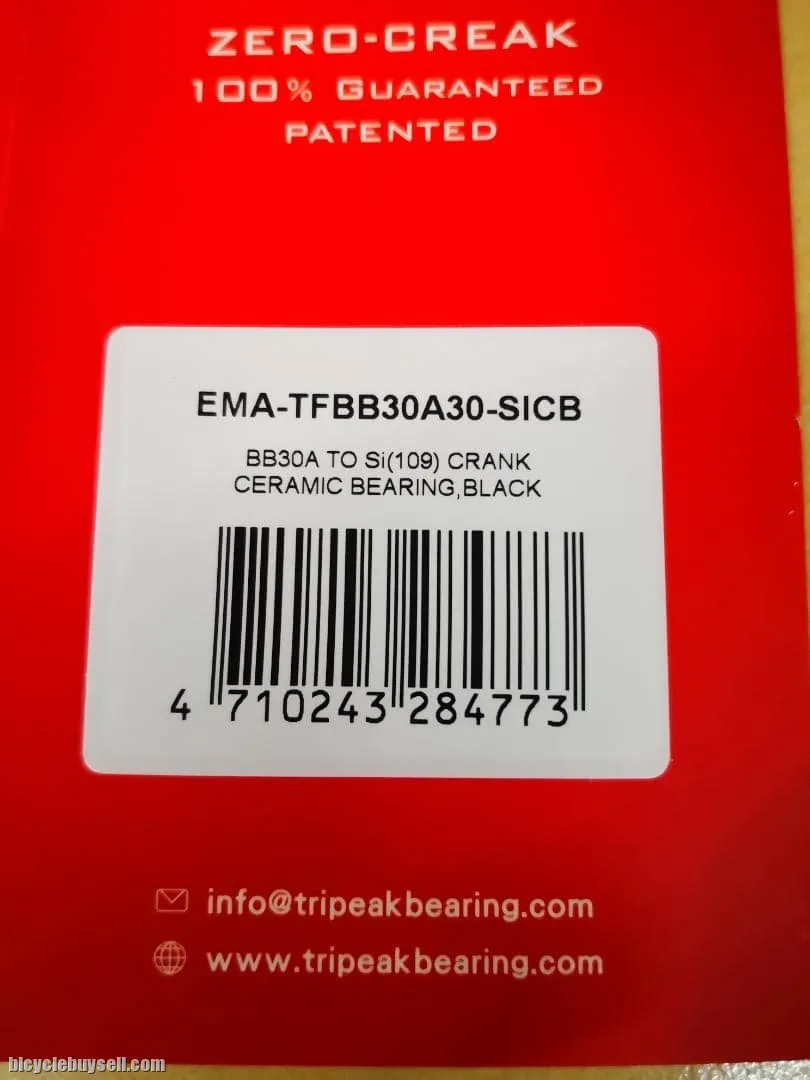 ZERO-CREAK
100% GUARANTEED
PATENTED
EMA-TFBB30A30-SICB
BB30A TO Si(109) CRANK
CERAMIC BEARING,BLACK
4 710243 284773
info@tripeakbearing.com
www.tripeakbearing.com
bicyclebuysell.com